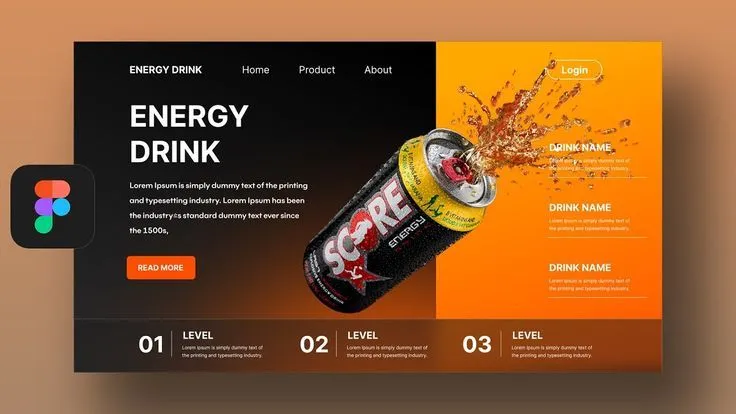 ENERGY DRINK
Home
Product
About
Login
ENERGY
DRINK
Lorem Ipsum is simply dummy text of the printing
and typesetting industry. Lorem Ipsum has been
the industry's standard dummy text ever since
the 1500s,
READ MORE
SCORE
ENERGY
DRINK NAME
Lorem Ipsum is simply dummy text of
the printing and typesetting industry.
DRINK NAME
Lorem Ipsum is simply dummy text of
the printing and typesetting industry.
DRINK NAME
Lorem Ipsum is simply dummy text of
the printing and typesetting industry.
01
LEVEL
Lorem Ipsum is simply dummy text of
the printing and typesetting industry.
02
LEVEL
Lorem Ipsum is simply dummy text of
the printing and typesetting industry.
03
LEVEL
Lorem Ipsum is simply dummy text of
the printing and typesetting industry.